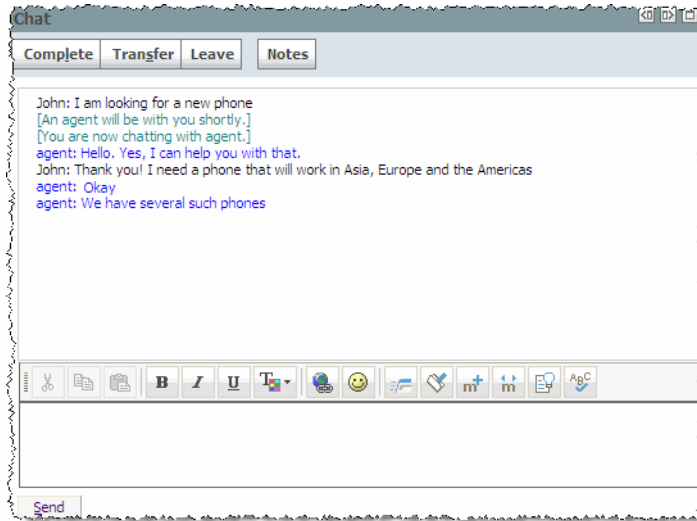 Chat
Complete Transfer Leave Notes
John: I am looking for a new phone
[An agent will be with you shortly.]
[You are now chatting with agent.]
agent: Hello. Yes, I can help you with that.
John: Thank you! I need a phone that will work in Asia, Europe and the Americas
agent: Okay
agent: We have several such phones
B I U T m m ABC
Send